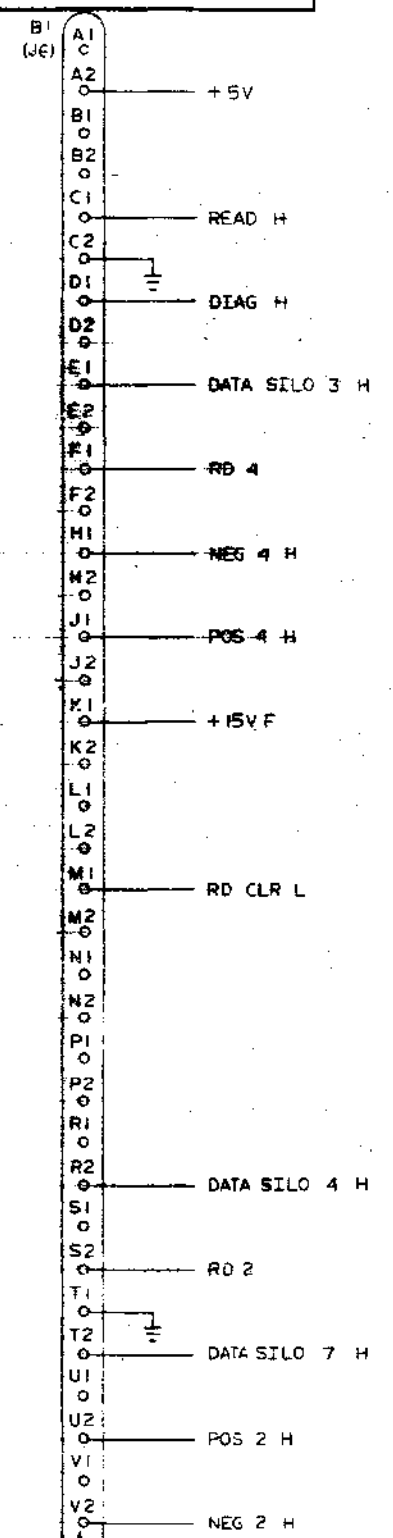 B1
(J6)
A1
A2 +5V
B1
B2
C1 READ H
C2
D1 DIAG H
D2
E1 DATA SILO 3 H
E2
F1 RD 4
F2
H1 NEG 4 H
H2
J1 POS 4 H
J2
K1 +15V F
K2
L1
L2
M1 RD CLR L
M2
N1
N2
P1
P2
R1
R2 DATA SILO 4 H
S1
S2 RD 2
T1
T2 DATA SILO 7 H
U1
U2 POS 2 H
V1
V2 NEG 2 H